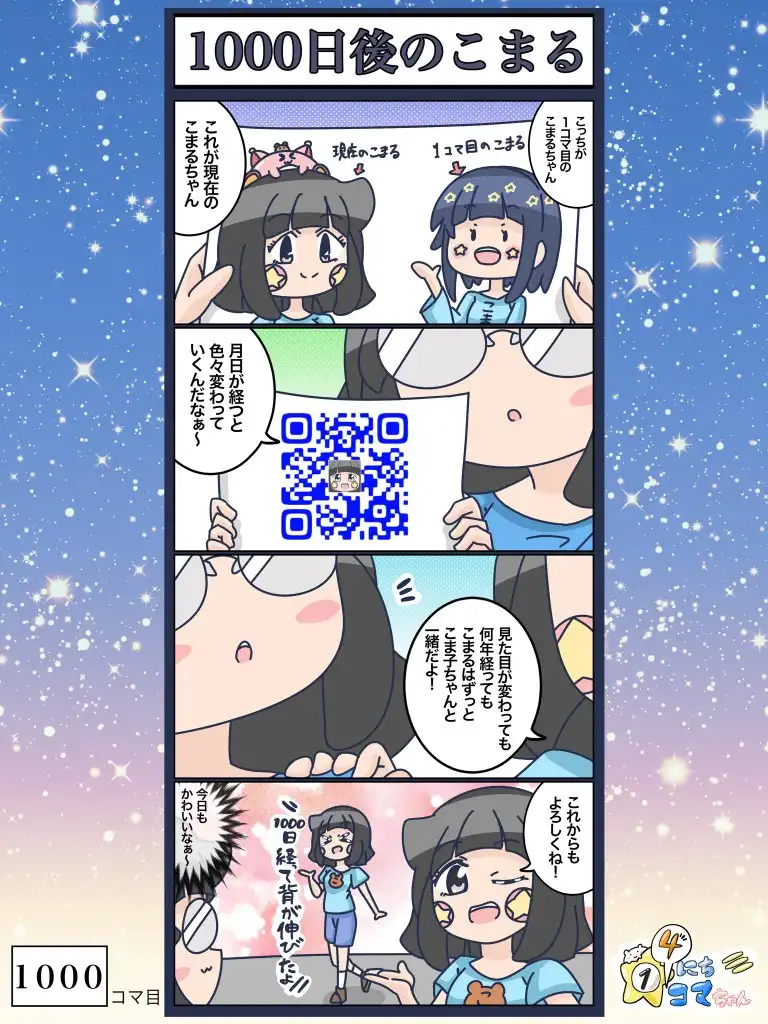 1000日後のこまる
こっちが
1コマ目の
こまるちゃん
1コマ目のこまる
現在のこまる
これが現在の
こまるちゃん
こま
月日が経つと
色々変わって
いくんだなぁ〜
見た目が変わっても
何年経っても
こまるはずっと
こま子ちゃんと
一緒だよ!
これからも
よろしくね!
1000日経って背が伸びたよ
今日も
かわいいなぁ〜
1000
コマ目
1
4
にち
コマ
ちゃん